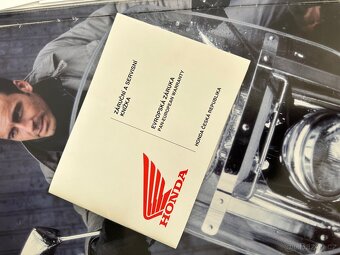 ZÁRUČNÍ A SERVISNÍ
KNÍŽKA
EVROPSKÁ ZÁRUKA
PAN-EUROPEAN WARRANTY
HONDA ČESKÁ REPUBLIKA
HONDA